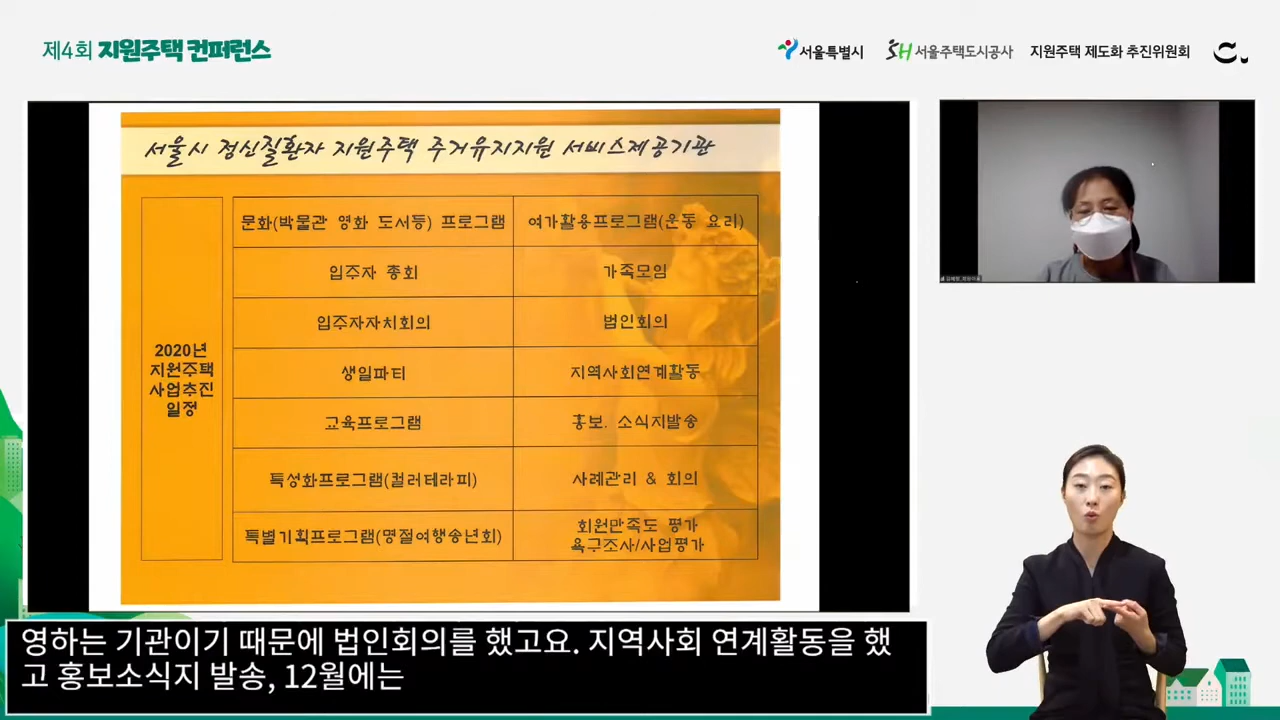 제4회 지원주택 컨퍼런스
서울특별시
SH 서울주택도시공사
지원주택 제도화 추진위원회
서울시 정신질환자 지원주택 주거유지지원 서비스제공기관
2020년
지원주택
사업추진
일정
문화(박물관 영화 도서등) 프로그램
여가활용프로그램(운동 요리)
입주자 총회
가족모임
입주자자치회의
법인회의
생일파티
지역사회연계활동
교육프로그램
홍보. 소식지발송
특성화프로그램(컬러테라피)
사례관리 & 회의
특별기획프로그램(명절여행송년회)
회원만족도 평가
욕구조사/사업평가
영하는 기관이기 때문에 법인회의를 했고요. 지역사회 연계활동을 했
고 홍보소식지 발송, 12월에는